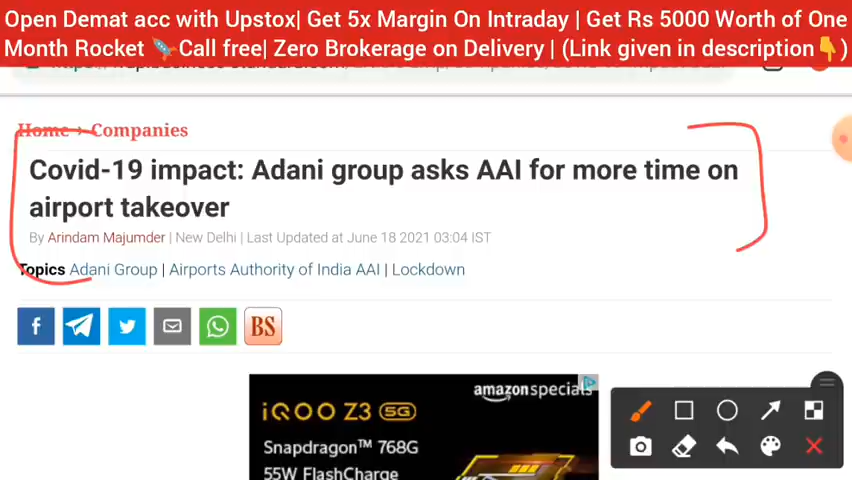 Open Demat acc with Upstox| Get 5x Margin On Intraday | Get Rs 5000 Worth of One
Month Rocket 🚀Call free| Zero Brokerage on Delivery | (Link given in description👇)
Home › Companies
Covid-19 impact: Adani group asks AAI for more time on
airport takeover
By Arindam Majumder | New Delhi | Last Updated at June 18 2021 03:04 IST
Topics Adani Group | Airports Authority of India AAI | Lockdown
BS
amazonspecials
iQOO Z3 5G
Snapdragon™ 768G
55W FlashCharge